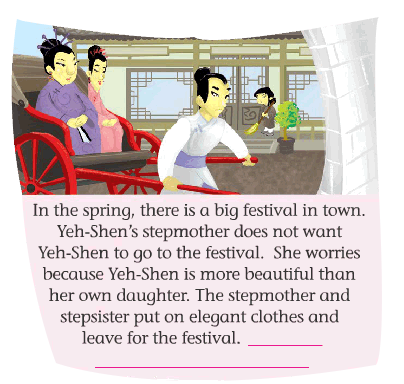 In the spring, there is a big festival in town.
Yeh-Shen’s stepmother does not want
Yeh-Shen to go to the festival.  She worries
because Yeh-Shen is more beautiful than
her own daughter. The stepmother and
stepsister put on elegant clothes and
leave for the festival. __________
______________________________